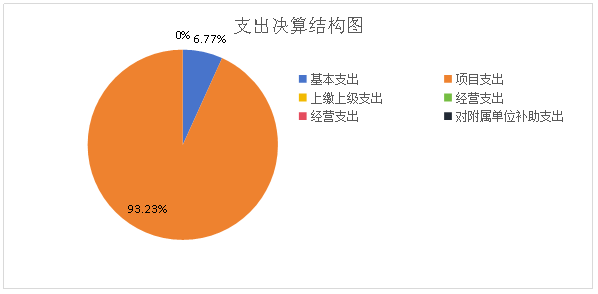 支出决算结构图
0%
6.77%
93.23%
基本支出
项目支出
上缴上级支出
经营支出
经营支出
对附属单位补助支出